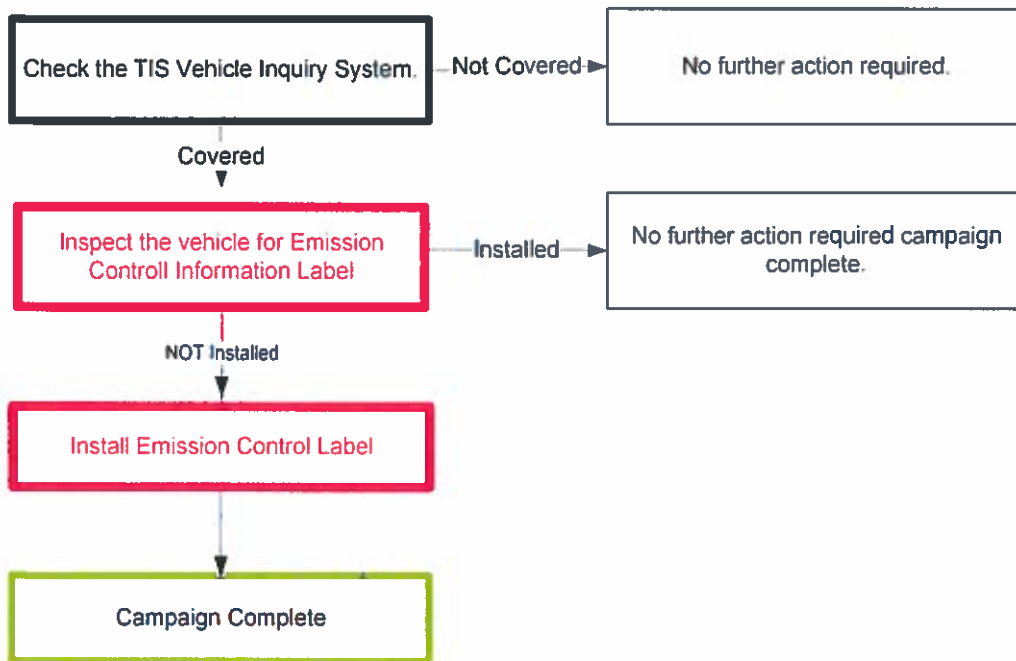 Check the TIS Vehicle Inquiry System.
Not Covered
No further action required.
Covered
Inspect the vehicle for Emission
Controll Information Label
Installed
No further action required campaign
complete.
NOT Installed
Install Emission Control Label
Campaign Complete